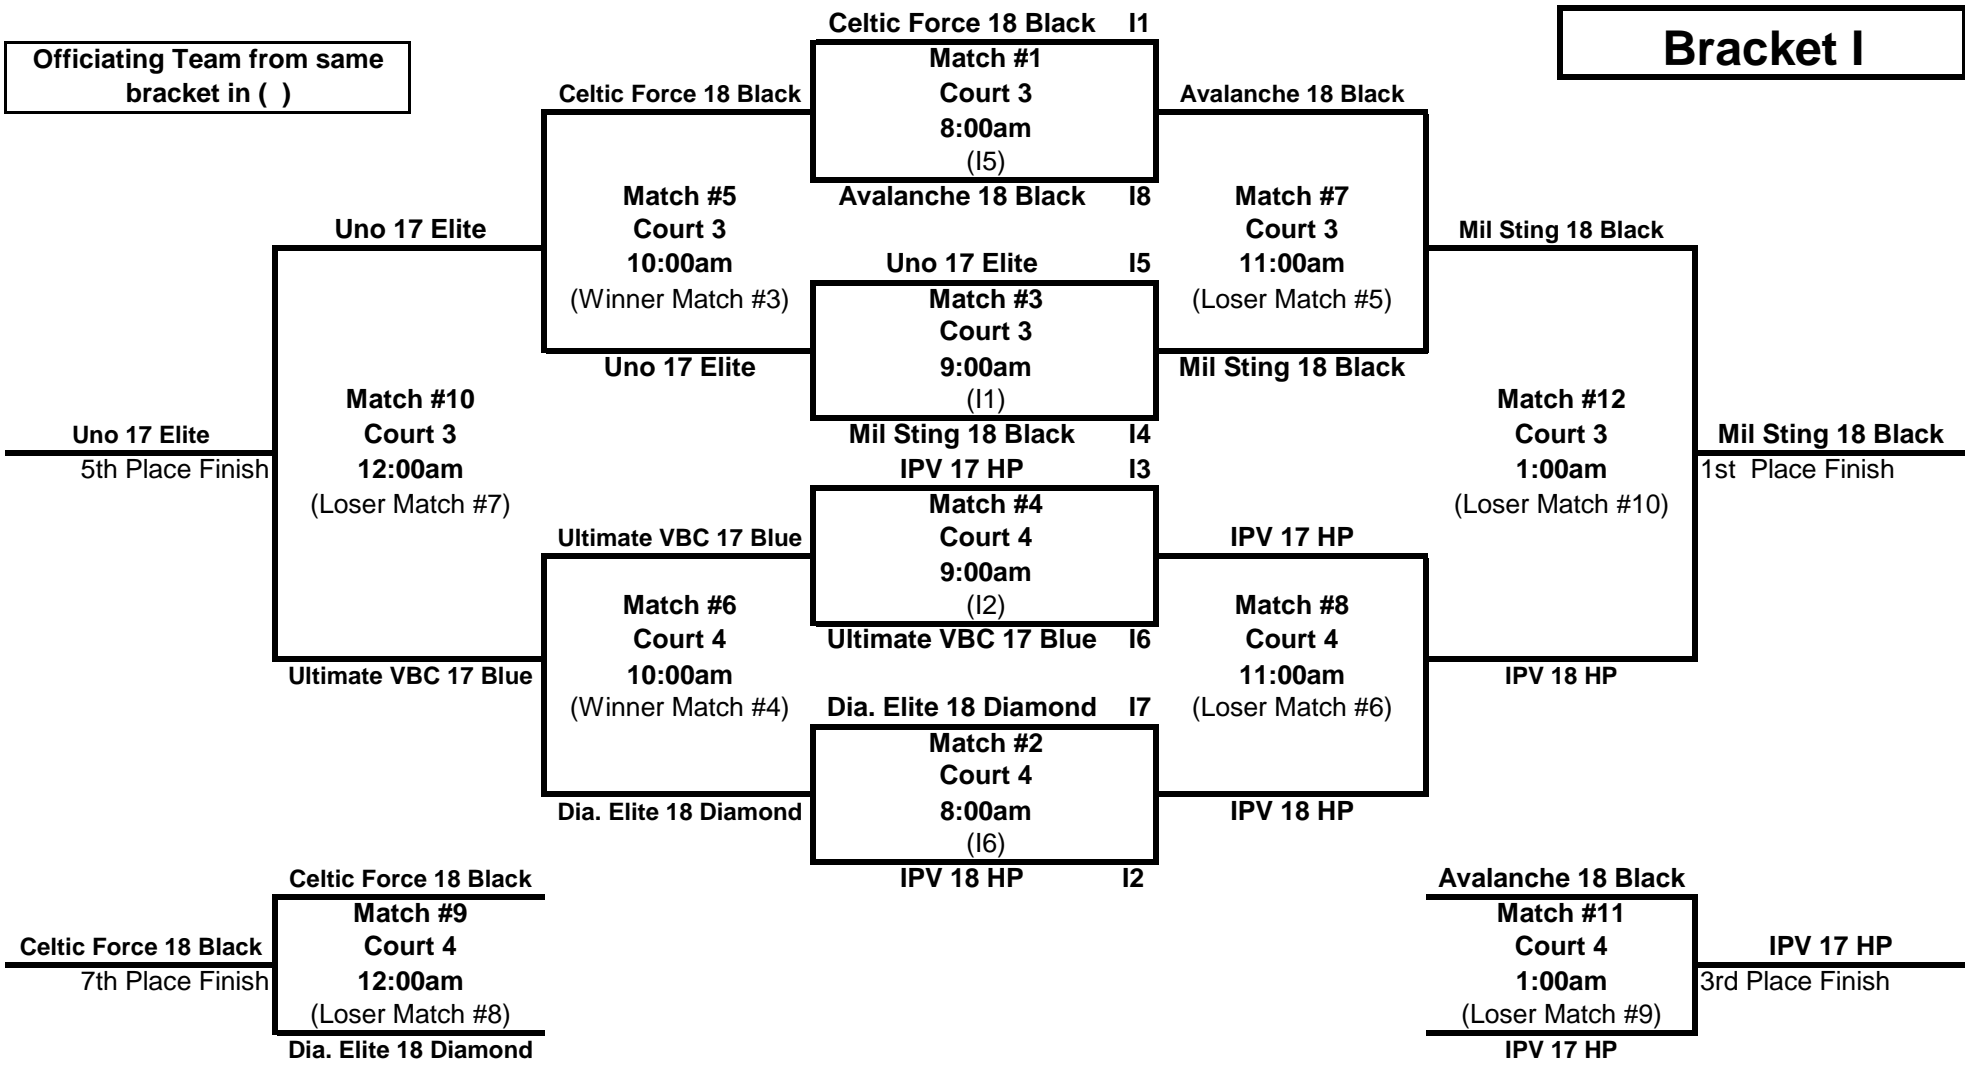 Bracket I
Officiating Team from same
bracket in ( )
Celtic Force 18 Black I1
Match #1
Court 3
8:00am
(I5)
Avalanche 18 Black I8
Celtic Force 18 Black
Avalanche 18 Black
Match #5
Court 3
10:00am
(Winner Match #3)
Match #7
Court 3
11:00am
(Loser Match #5)
Uno 17 Elite
Mil Sting 18 Black
Uno 17 Elite I5
Match #3
Court 3
9:00am
(I1)
Mil Sting 18 Black I4
Uno 17 Elite
Mil Sting 18 Black
Match #10
Court 3
12:00am
(Loser Match #7)
Match #12
Court 3
1:00am
(Loser Match #10)
Uno 17 Elite
5th Place Finish
Mil Sting 18 Black
1st Place Finish
IPV 17 HP I3
Match #4
Court 4
9:00am
(I2)
Ultimate VBC 17 Blue I6
Ultimate VBC 17 Blue
IPV 17 HP
Match #6
Court 4
10:00am
(Winner Match #4)
Match #8
Court 4
11:00am
(Loser Match #6)
Ultimate VBC 17 Blue
IPV 18 HP
Dia. Elite 18 Diamond I7
Match #2
Court 4
8:00am
(I6)
IPV 18 HP I2
Dia. Elite 18 Diamond
IPV 18 HP
Celtic Force 18 Black
Match #9
Court 4
12:00am
(Loser Match #8)
Dia. Elite 18 Diamond
Celtic Force 18 Black
7th Place Finish
Avalanche 18 Black
Match #11
Court 4
1:00am
(Loser Match #9)
IPV 17 HP
IPV 17 HP
3rd Place Finish